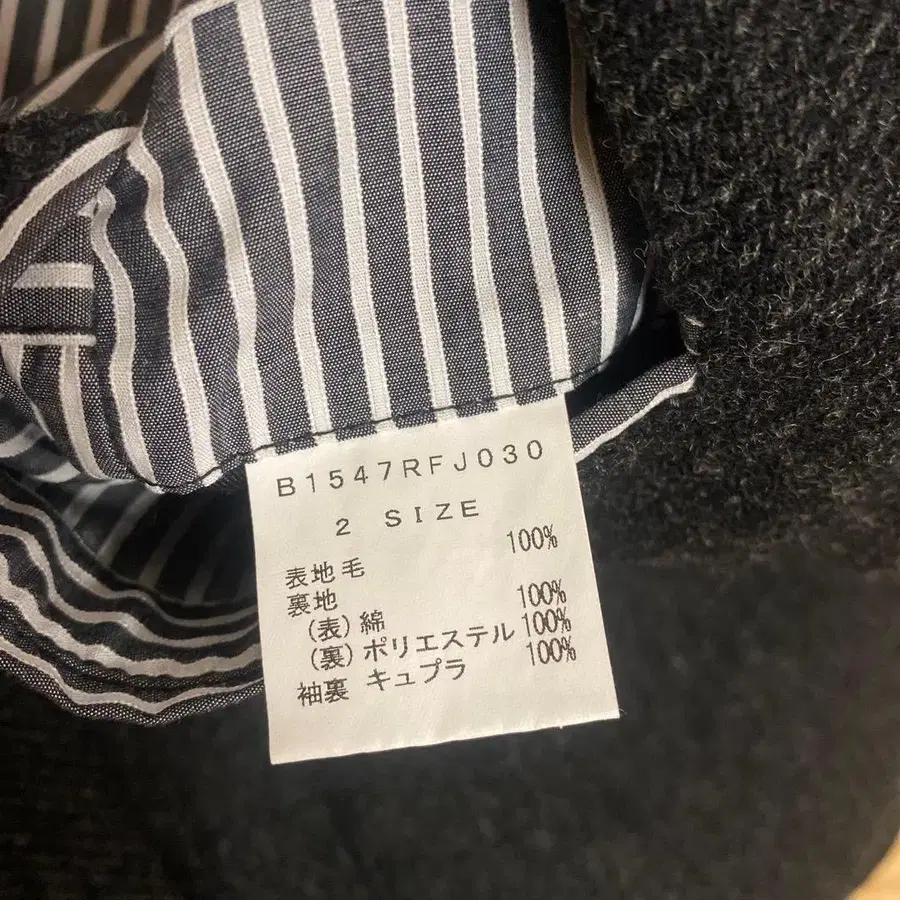 B1547RFJ030
2 SIZE
表地 毛 100%
裏地
(表) 綿 100%
(裏) ポリエステル 100%
袖裏 キュプラ 100%